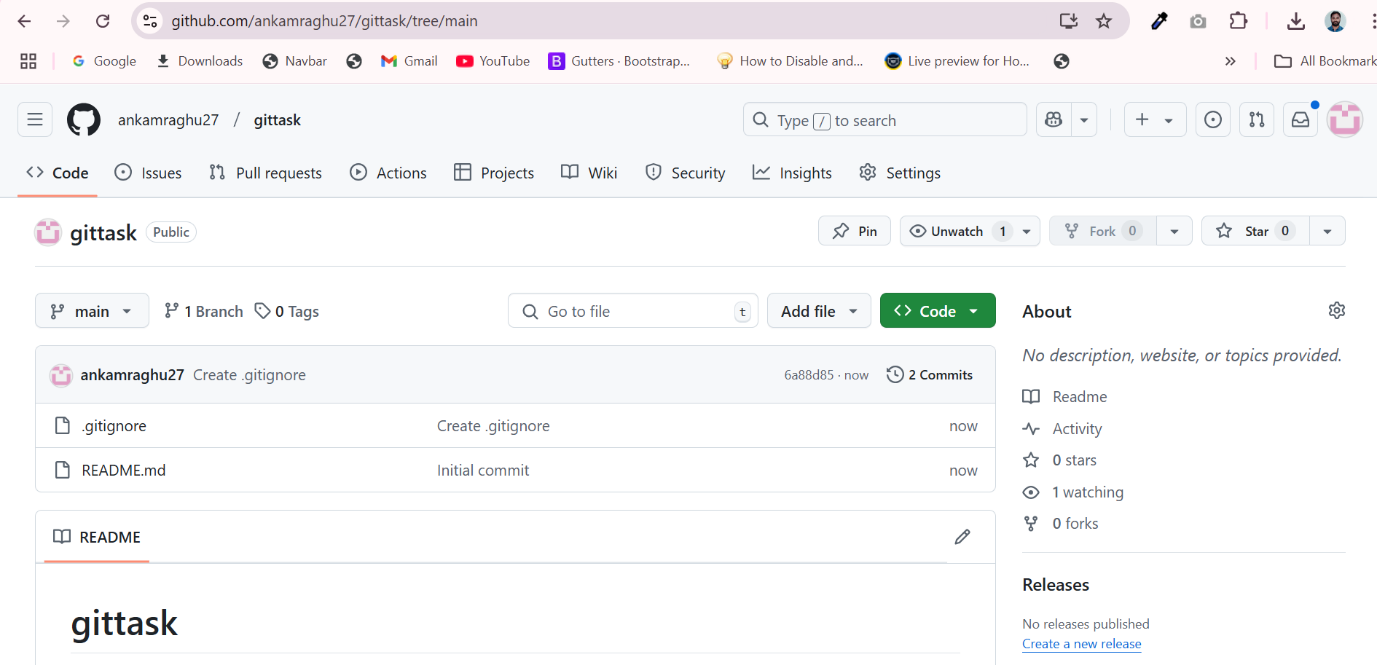 github.com/ankamraghu27/gittask/tree/main
Google Downloads Navbar Gmail YouTube B Gutters · Bootstrap... How to Disable and... Live preview for Ho... » All Bookmark
ankamraghu27 / gittask Type / to search
Code Issues Pull requests Actions Projects Wiki Security Insights Settings
gittask Public Pin Unwatch 1 Fork 0 Star 0
main 1 Branch 0 Tags Go to file t Add file Code
About
No description, website, or topics provided.
ankamraghu27 Create .gitignore 6a88d85 · now 2 Commits
Readme
.gitignore Create .gitignore now
Activity
README.md Initial commit now
0 stars
1 watching
0 forks
README
gittask
Releases
No releases published
Create a new release